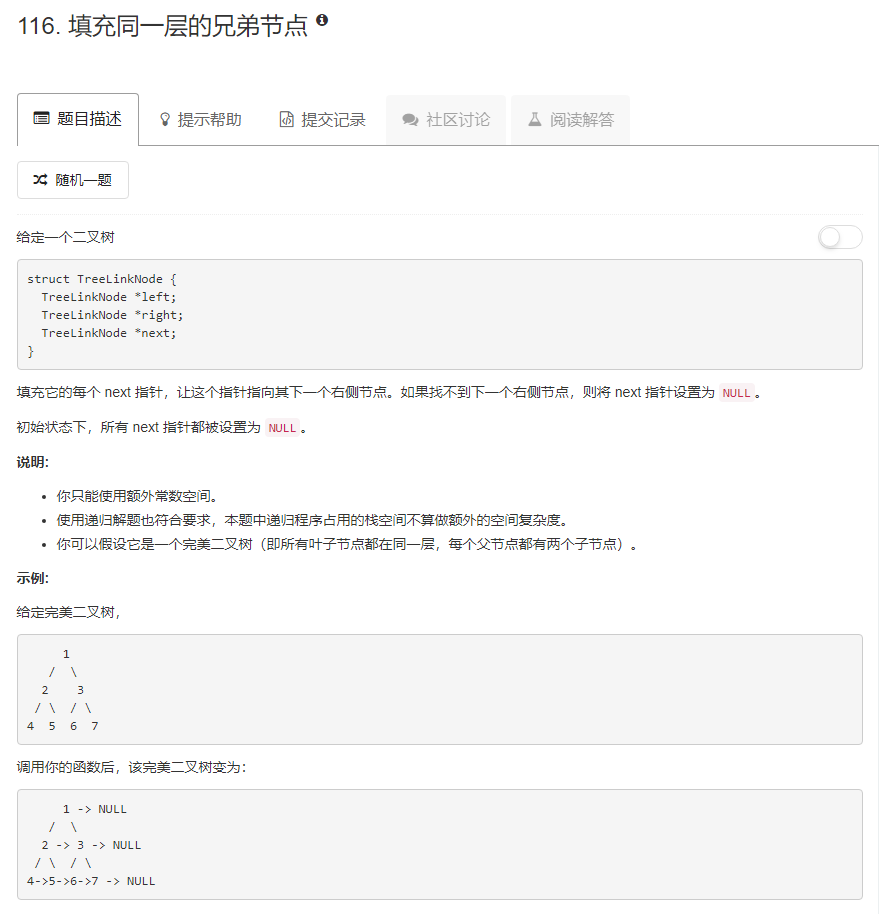 116. 填充同一层的兄弟节点
题目描述 提示帮助 提交记录 社区讨论 阅读解答
随机一题
给定一个二叉树
struct TreeLinkNode {
  TreeLinkNode *left;
  TreeLinkNode *right;
  TreeLinkNode *next;
}
填充它的每个 next 指针，让这个指针指向其下一个右侧节点。如果找不到下一个右侧节点，则将 next 指针设置为 NULL。
初始状态下，所有 next 指针都被设置为 NULL。
说明:
• 你只能使用额外常数空间。
• 使用递归解题也符合要求，本题中递归程序占用的栈空间不算做额外的空间复杂度。
• 你可以假设它是一个完美二叉树（即所有叶子节点都在同一层，每个父节点都有两个子节点）。
示例:
给定完美二叉树，
     1
   /  \
  2    3
 / \  / \
4  5  6  7
调用你的函数后，该完美二叉树变为：
     1 -> NULL
   /  \
  2 -> 3 -> NULL
 / \  / \
4->5->6->7 -> NULL